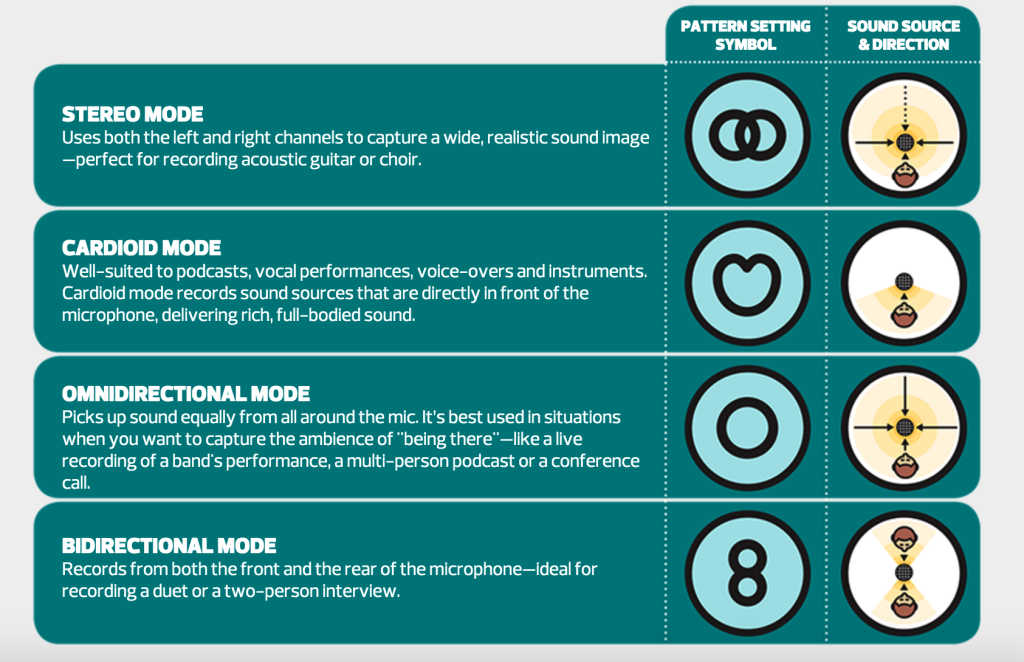 PATTERN SETTING
SYMBOL
SOUND SOURCE
& DIRECTION
STEREO MODE
Uses both the left and right channels to capture a wide, realistic sound image
—perfect for recording acoustic guitar or choir.
CARDIOID MODE
Well-suited to podcasts, vocal performances, voice-overs and instruments.
Cardioid mode records sound sources that are directly in front of the
microphone, delivering rich, full-bodied sound.
OMNIDIRECTIONAL MODE
Picks up sound equally from all around the mic. It's best used in situations
when you want to capture the ambience of "being there"—like a live
recording of a band's performance, a multi-person podcast or a conference
call.
BIDIRECTIONAL MODE
Records from both the front and the rear of the microphone—ideal for
recording a duet or a two-person interview.